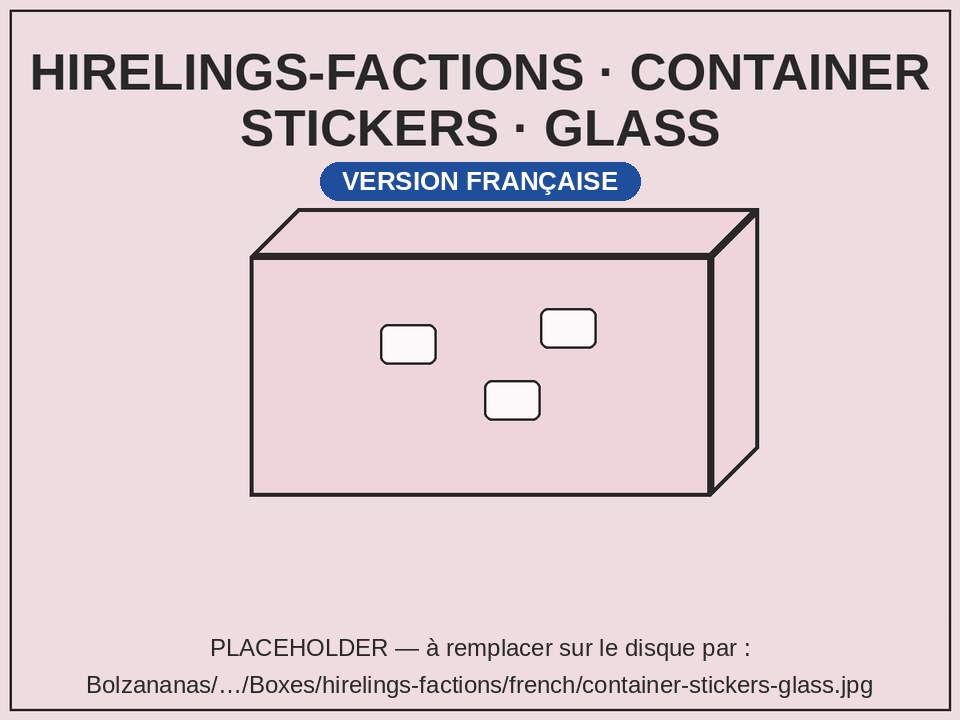 HIRELINGS-FACTIONS · CONTAINER
STICKERS · GLASS
VERSION FRANÇAISE
PLACEHOLDER — à remplacer sur le disque par :
Bolzananas/…/Boxes/hirelings-factions/french/container-stickers-glass.jpg